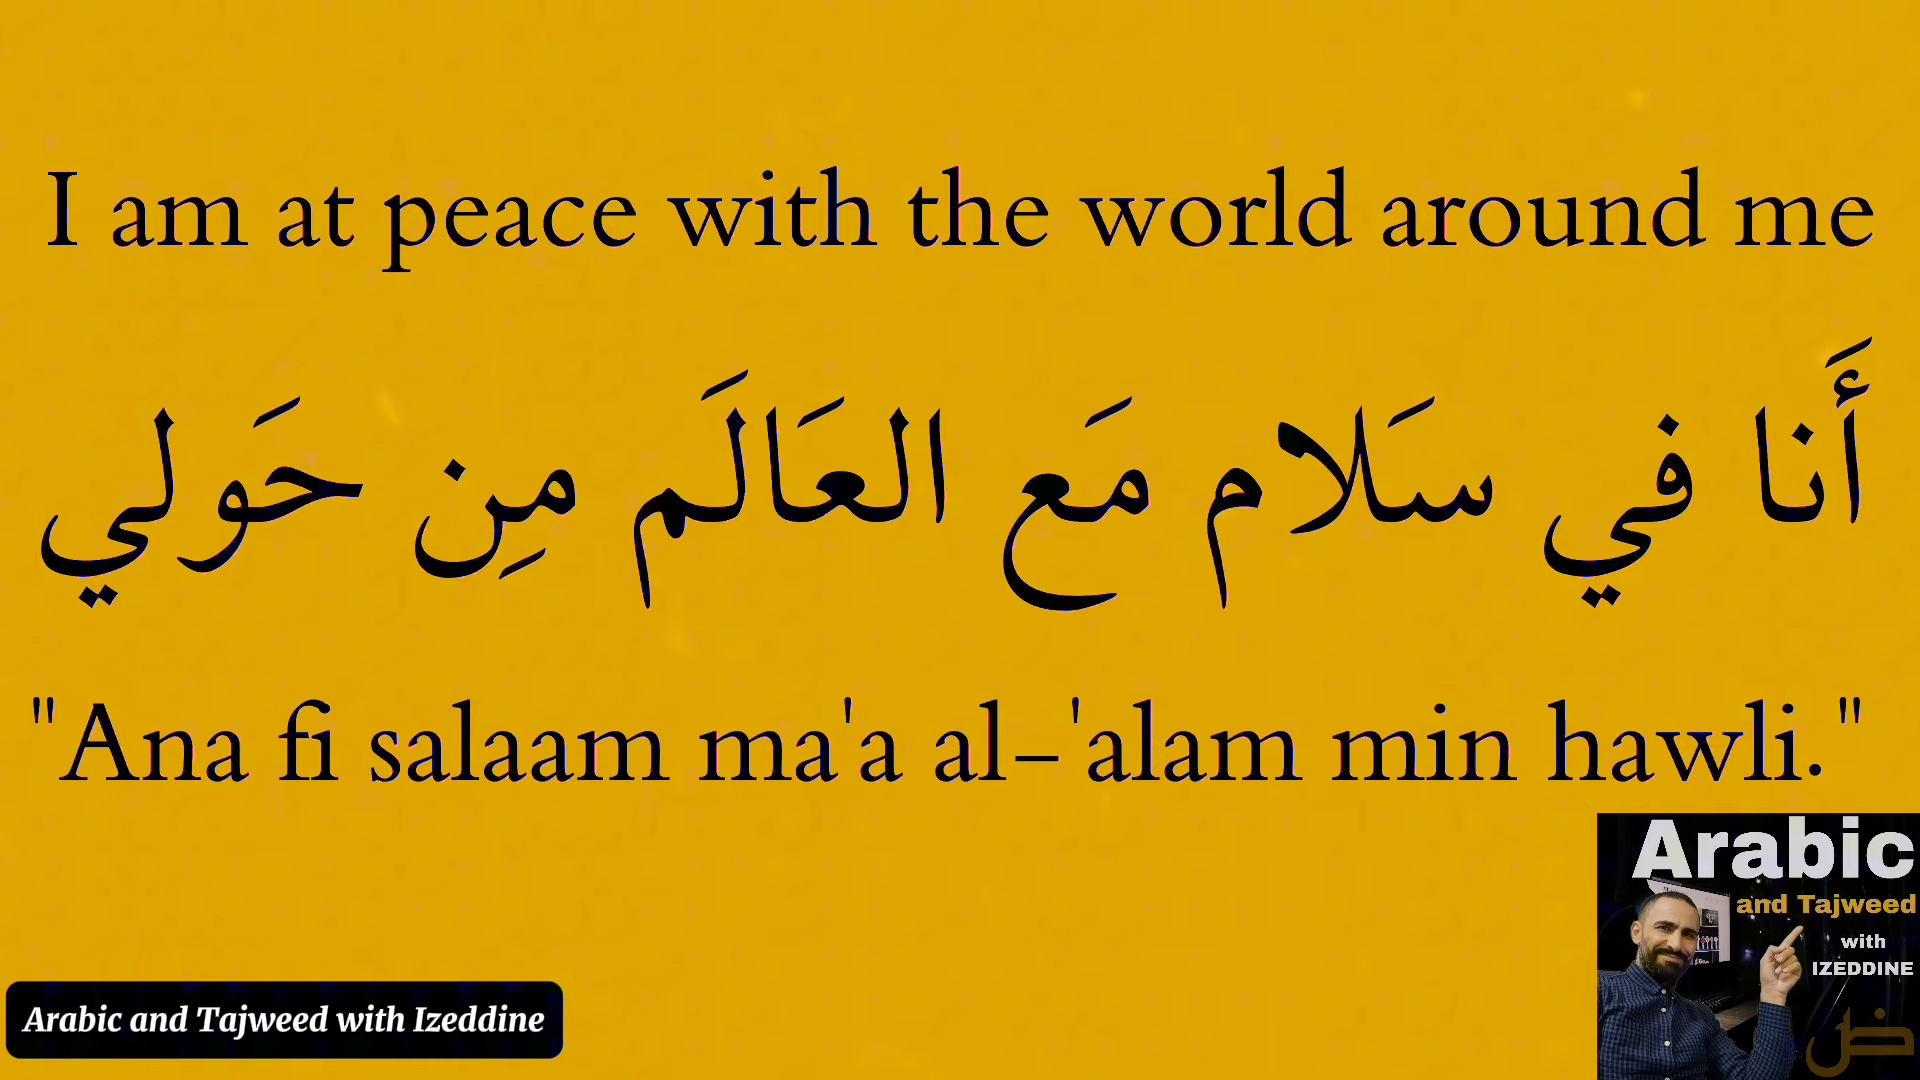 I am at peace with the world around me
أَنا في سَلام مَع العَالَم مِن حَولي
"Ana fi salaam ma'a al-'alam min hawli."
Arabic
and Tajweed
with
IZEDDINE
ض
Arabic and Tajweed with Izeddine